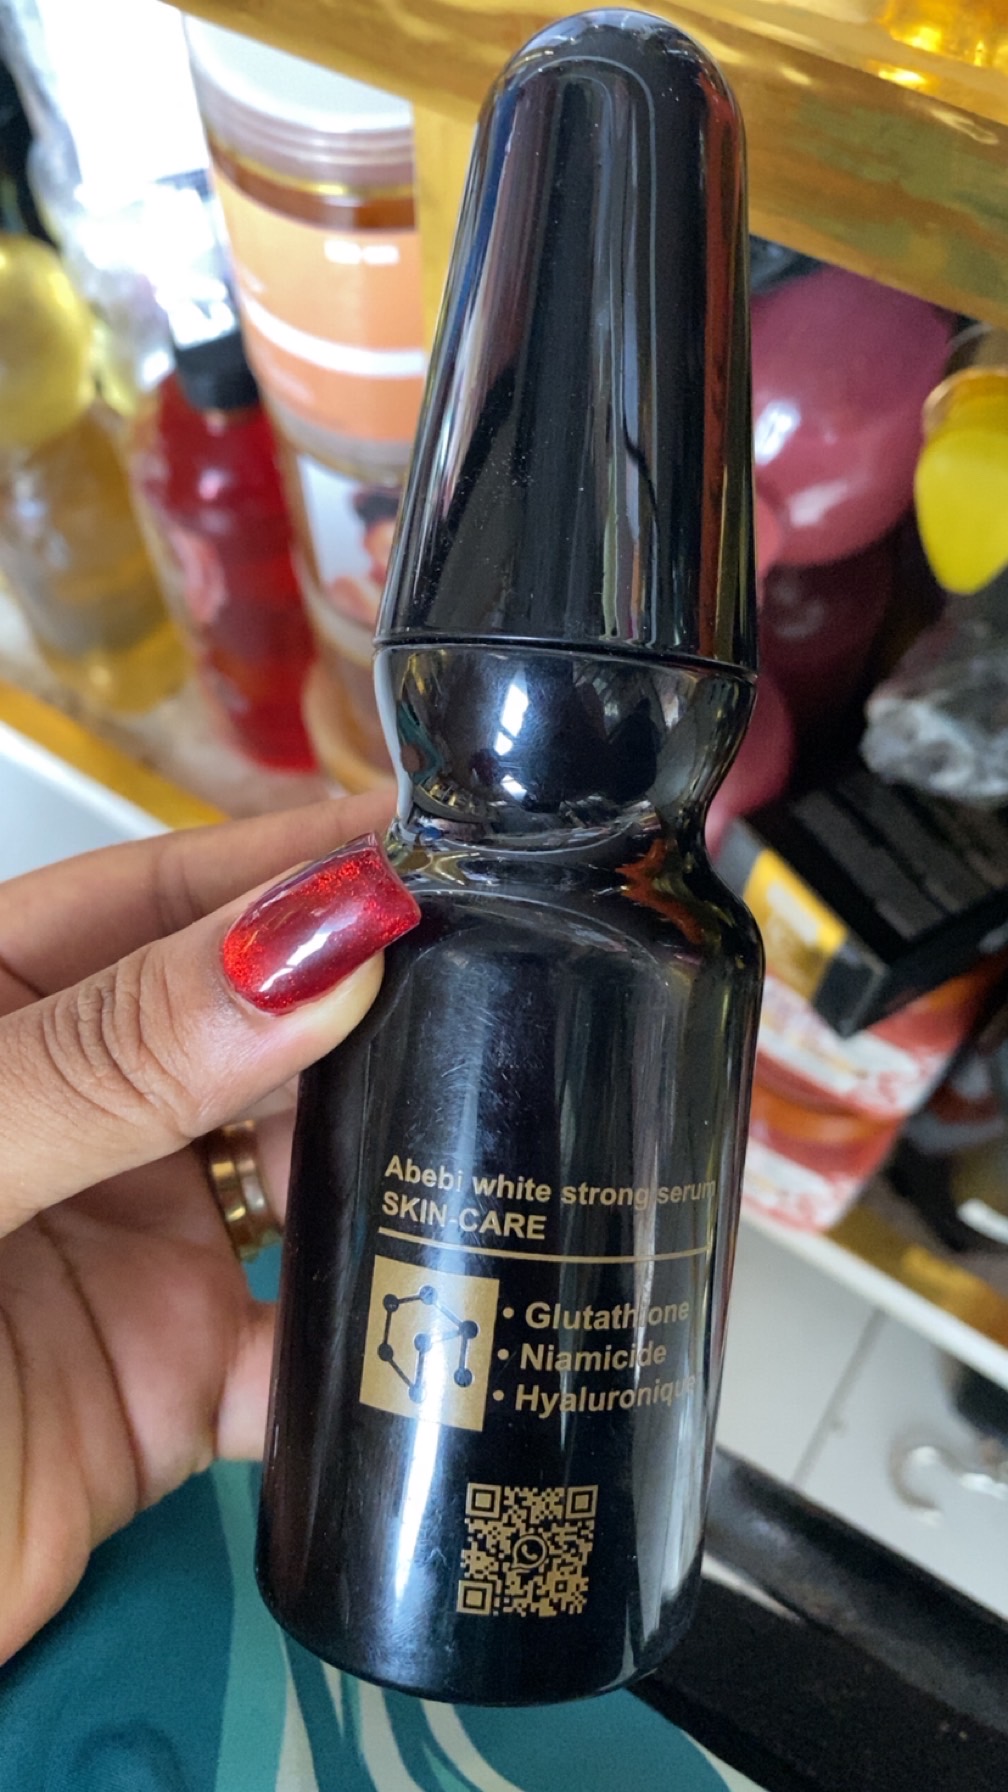 Abebi white strong serum
SKIN-CARE
• Glutathione
• Niamicide
• Hyaluronique